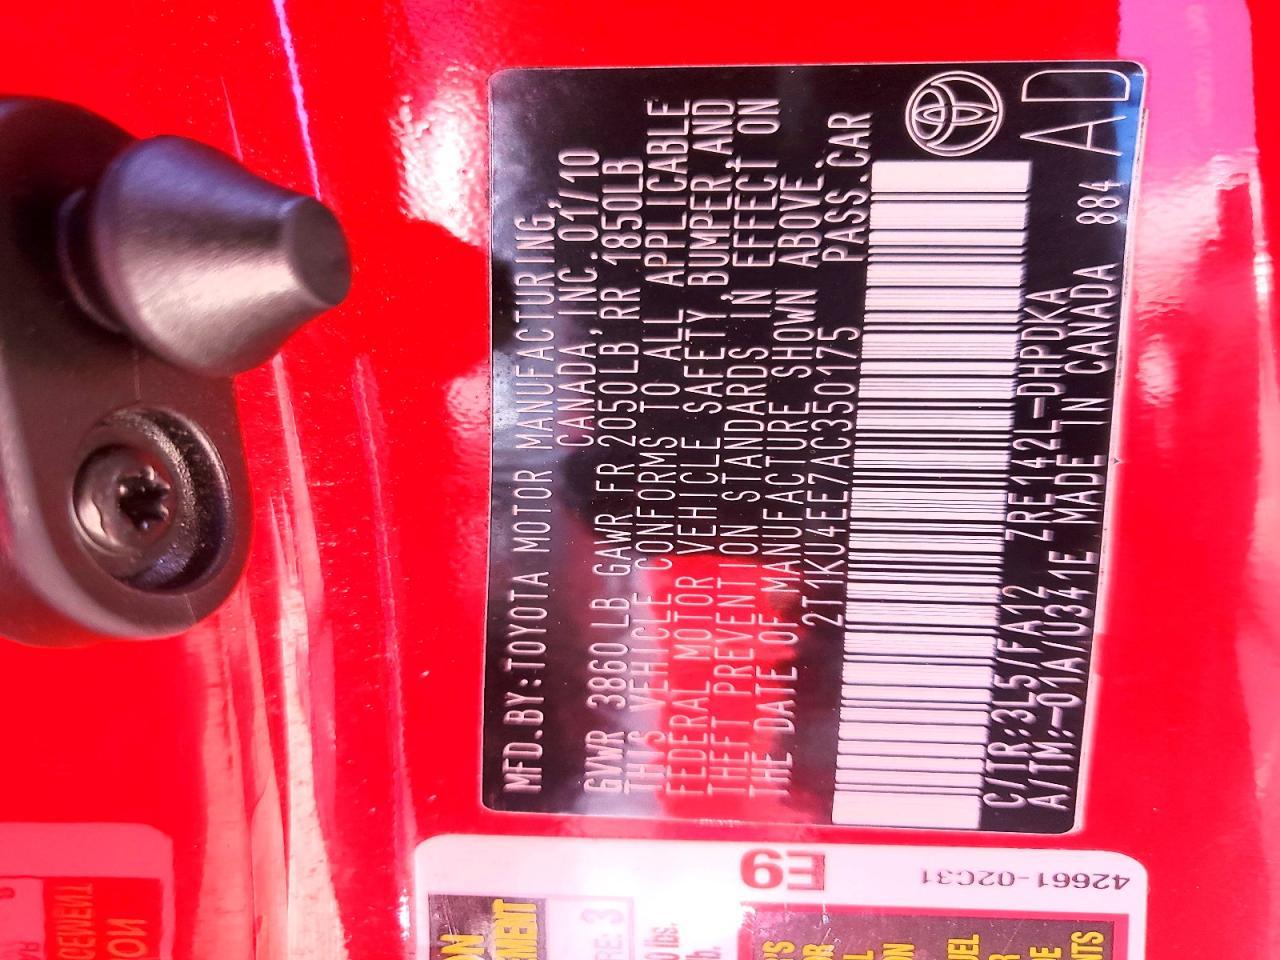 MFD.BY:TOYOTA MOTOR MANUFACTURING,
CANADA, INC. 01/10
GVWR 3860LB GAWR FR 2050LB RR 1850LB
THIS VEHICLE CONFORMS TO ALL APPLICABLE
FEDERAL MOTOR VEHICLE SAFETY, BUMPER, AND
THEFT PREVENTION STANDARDS IN EFFECT ON
THE DATE OF MANUFACTURE SHOWN ABOVE.
2T1KU4EE7AC350175 PASS.CAR
C/TR:3L5/FA12 ZRE142L-DHPDKA
A/TM:-01A/0341E MADE IN CANADA 884
AD
E9
42661-02C31